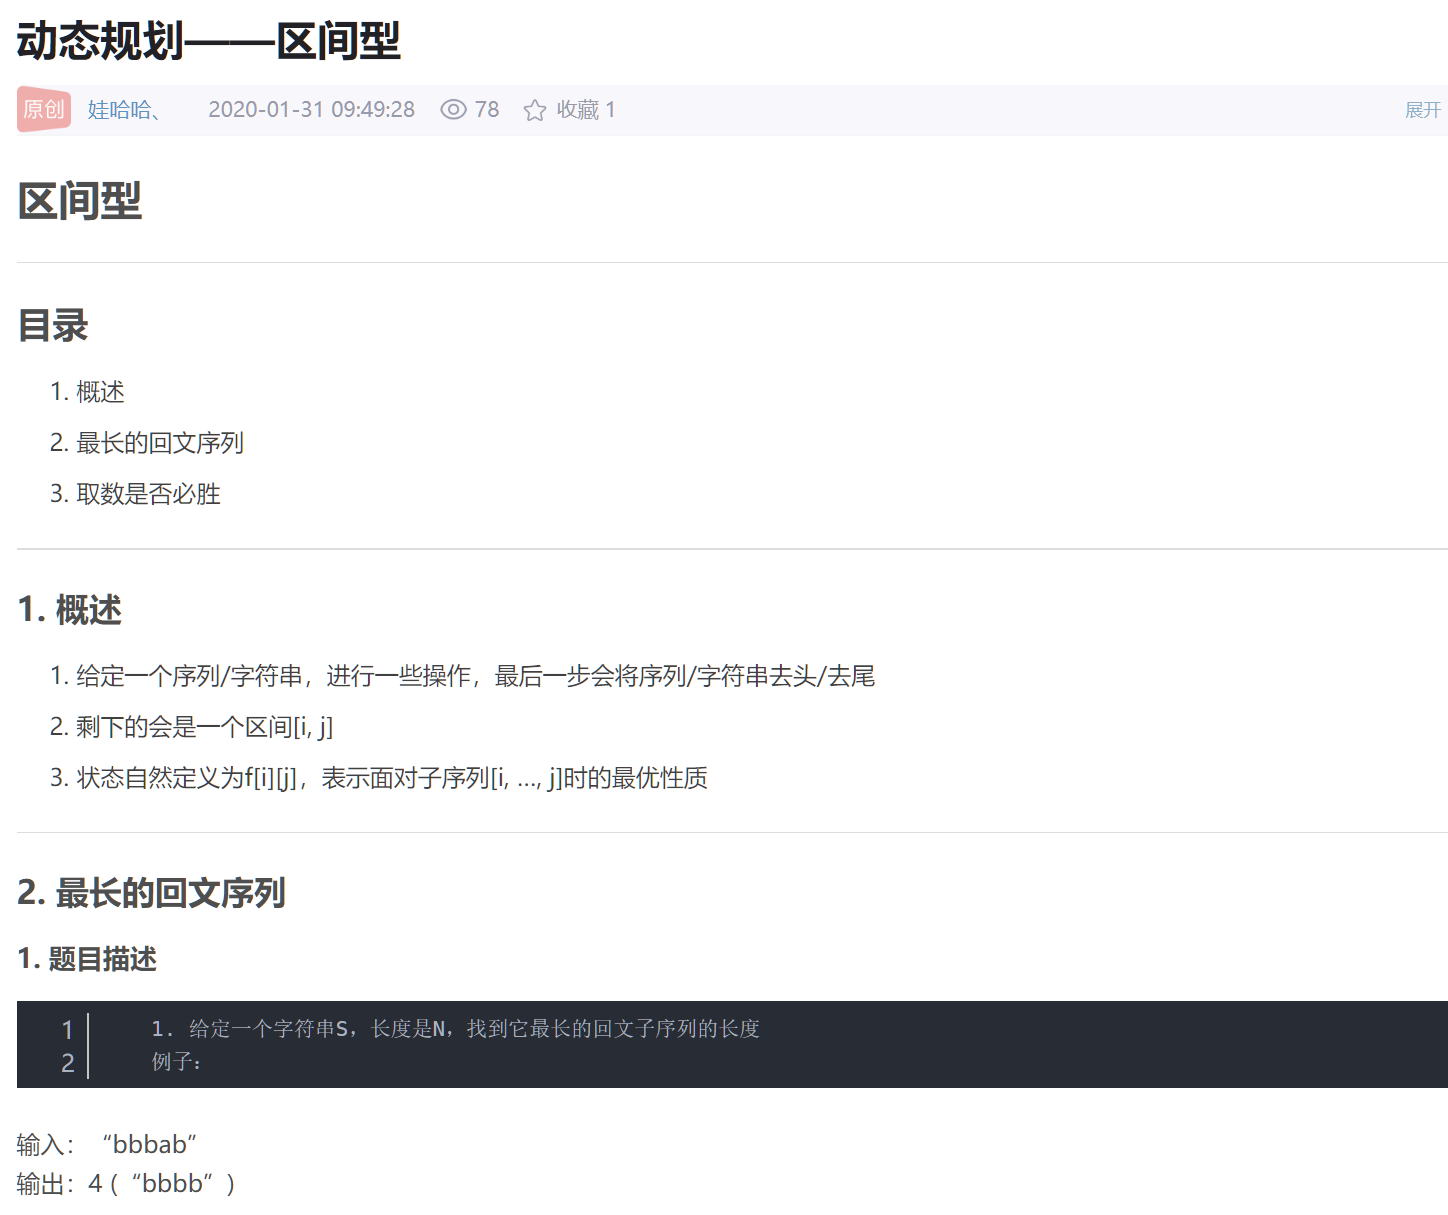 动态规划——区间型
原创 娃哈哈、 2020-01-31 09:49:28 78 收藏 1 展开
区间型
目录
1. 概述
2. 最长的回文序列
3. 取数是否必胜
1. 概述
1. 给定一个序列/字符串，进行一些操作，最后一步会将序列/字符串去头/去尾
2. 剩下的会是一个区间[i, j]
3. 状态自然定义为f[i][j]，表示面对子序列[i, ..., j]时的最优性质
2. 最长的回文序列
1. 题目描述
1 1. 给定一个字符串S，长度是N，找到它最长的回文子序列的长度
2 例子：
输入：“bbbab”
输出：4 (“bbbb”)